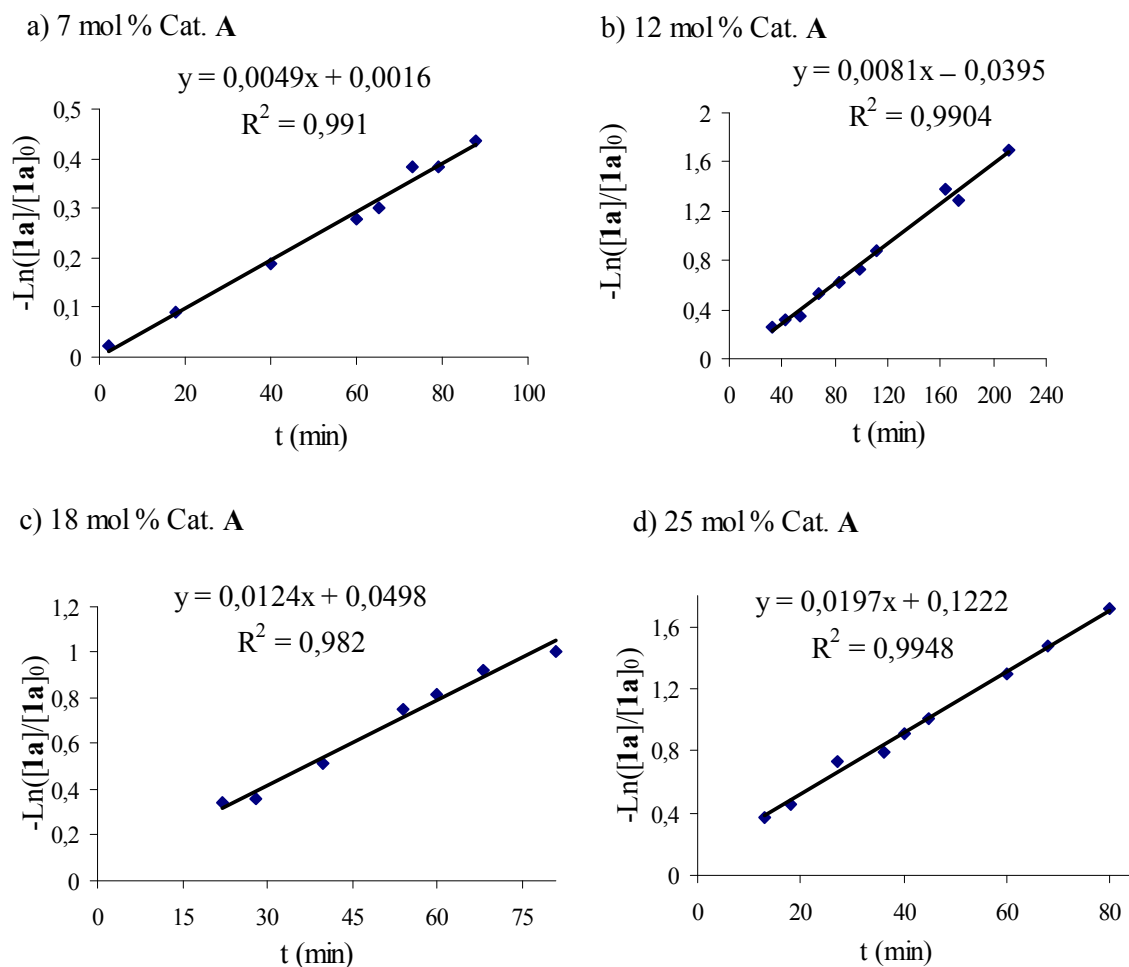 a) 7 mol % Cat. A
y = 0,0049x + 0,0016
R² = 0,991
-Ln([1a]/[1a]0)
0,5
0,4
0,3
0,2
0,1
0
0 20 40 60 80 100
t (min)
b) 12 mol % Cat. A
y = 0,0081x – 0,0395
R² = 0,9904
-Ln([1a]/[1a]0)
2
1,6
1,2
0,8
0,4
0
0 40 80 120 160 200 240
t (min)
c) 18 mol % Cat. A
y = 0,0124x + 0,0498
R² = 0,982
-Ln([1a]/[1a]0)
1,2
1
0,8
0,6
0,4
0,2
0
0 15 30 45 60 75
t (min)
d) 25 mol % Cat. A
y = 0,0197x + 0,1222
R² = 0,9948
-Ln([1a]/[1a]0)
1,6
1,2
0,8
0,4
0
0 20 40 60 80
t (min)